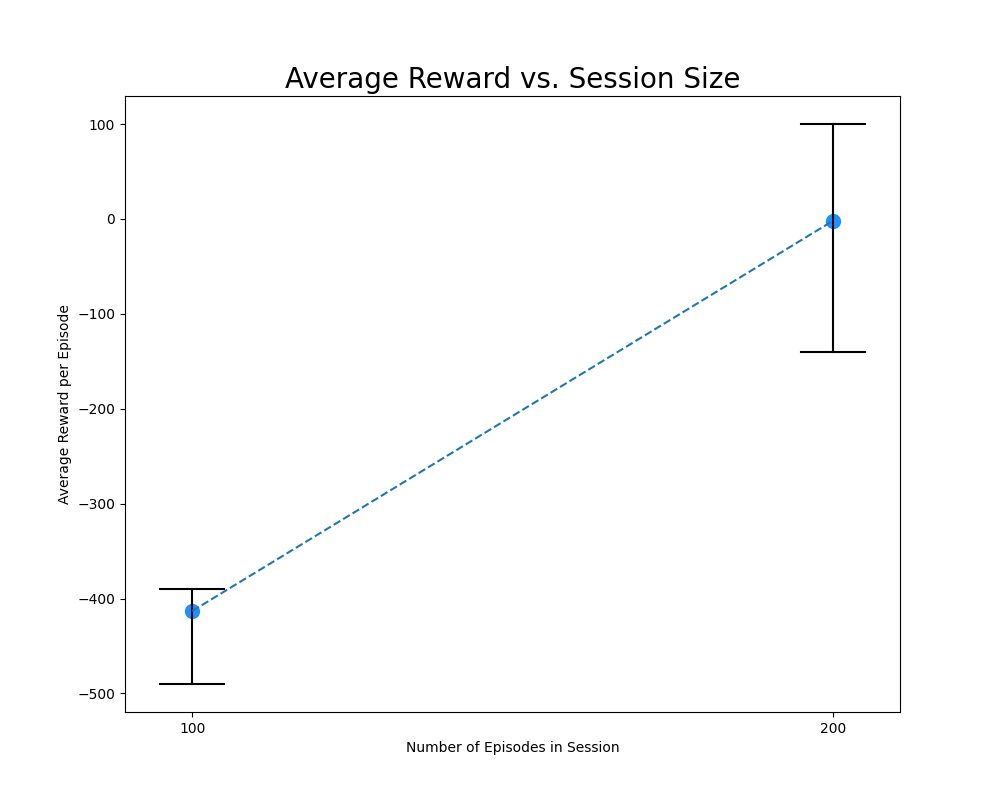 Average Reward vs. Session Size
100
0
−100
−200
−300
−400
−500
Average Reward per Episode
100 200
Number of Episodes in Session